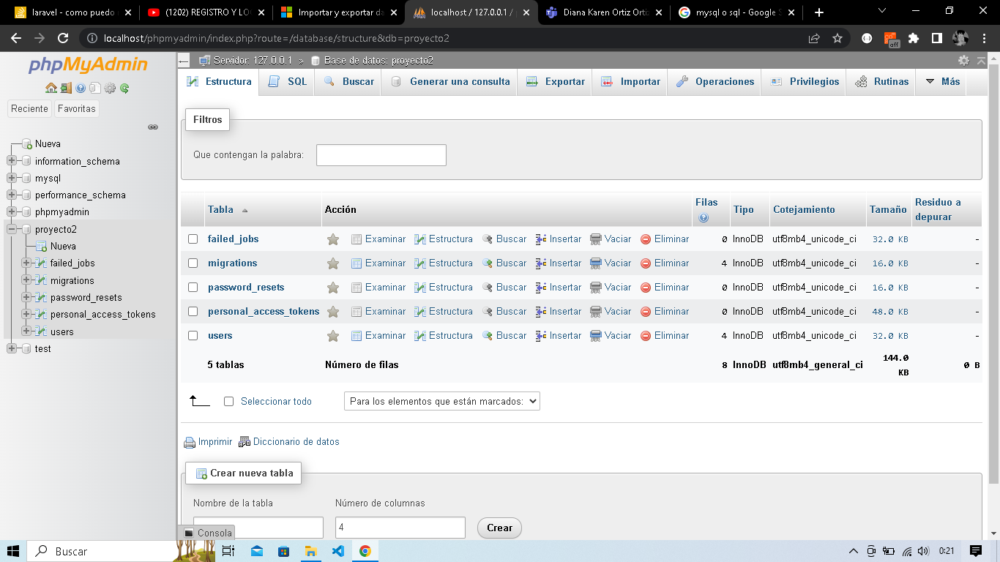 laravel - como puedo
(1202) REGISTRO Y LO
Importar y exportar da
localhost / 127.0.0.1 /
Diana Karen Ortiz Orti
mysql o sql - Google S
localhost/phpmyadmin/index.php?route=/database/structure&db=proyecto2
off
phpMyAdmin
Reciente
Favoritas
Nueva
information_schema
mysql
performance_schema
phpmyadmin
proyecto2
Nueva
failed_jobs
migrations
password_resets
personal_access_tokens
users
test
Servidor: 127.0.0.1 » Base de datos: proyecto2
Estructura SQL Buscar Generar una consulta Exportar Importar Operaciones Privilegios Rutinas Más
Filtros
Que contengan la palabra:
Tabla Acción Filas Tipo Cotejamiento Tamaño Residuo a depurar
failed_jobs Examinar Estructura Buscar Insertar Vaciar Eliminar 0 InnoDB utf8mb4_unicode_ci 32.0 KB -
migrations Examinar Estructura Buscar Insertar Vaciar Eliminar 4 InnoDB utf8mb4_unicode_ci 16.0 KB -
password_resets Examinar Estructura Buscar Insertar Vaciar Eliminar 0 InnoDB utf8mb4_unicode_ci 16.0 KB -
personal_access_tokens Examinar Estructura Buscar Insertar Vaciar Eliminar 0 InnoDB utf8mb4_unicode_ci 48.0 KB -
users Examinar Estructura Buscar Insertar Vaciar Eliminar 4 InnoDB utf8mb4_unicode_ci 32.0 KB -
5 tablas Número de filas 8 InnoDB utf8mb4_general_ci 144.0 KB 0 B
Seleccionar todo Para los elementos que están marcados:
Imprimir Diccionario de datos
Crear nueva tabla
Nombre de la tabla Número de columnas
4 Crear
Consola
Buscar
0:21